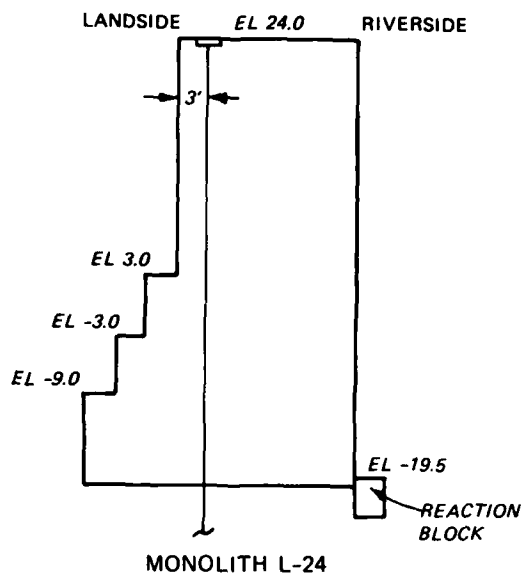 LANDSIDE EL 24.0 RIVERSIDE
3'
EL 3.0
EL -3.0
EL -9.0
EL -19.5
REACTION
BLOCK
MONOLITH L-24